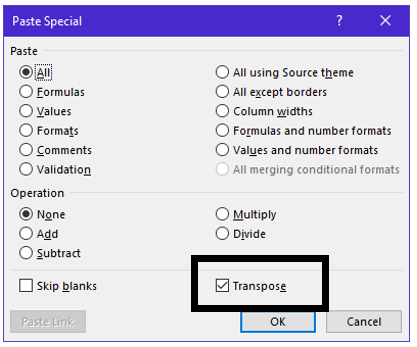 Paste Special ? ×
Paste
All All using Source theme
Formulas All except borders
Values Column widths
Formats Formulas and number formats
Comments Values and number formats
Validation All merging conditional formats
Operation
None Multiply
Add Divide
Subtract
Skip blanks Transpose
Paste Link OK Cancel